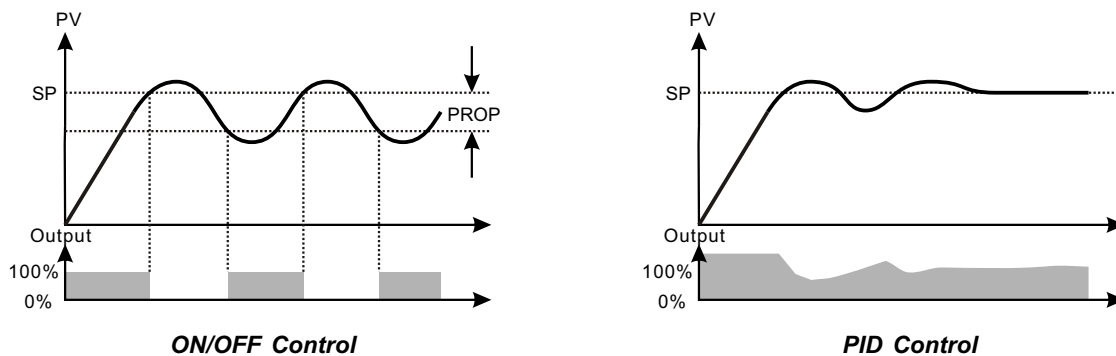 PV
SP
PROP
Output
100%
0%
ON/OFF Control
PV
SP
Output
100%
0%
PID Control